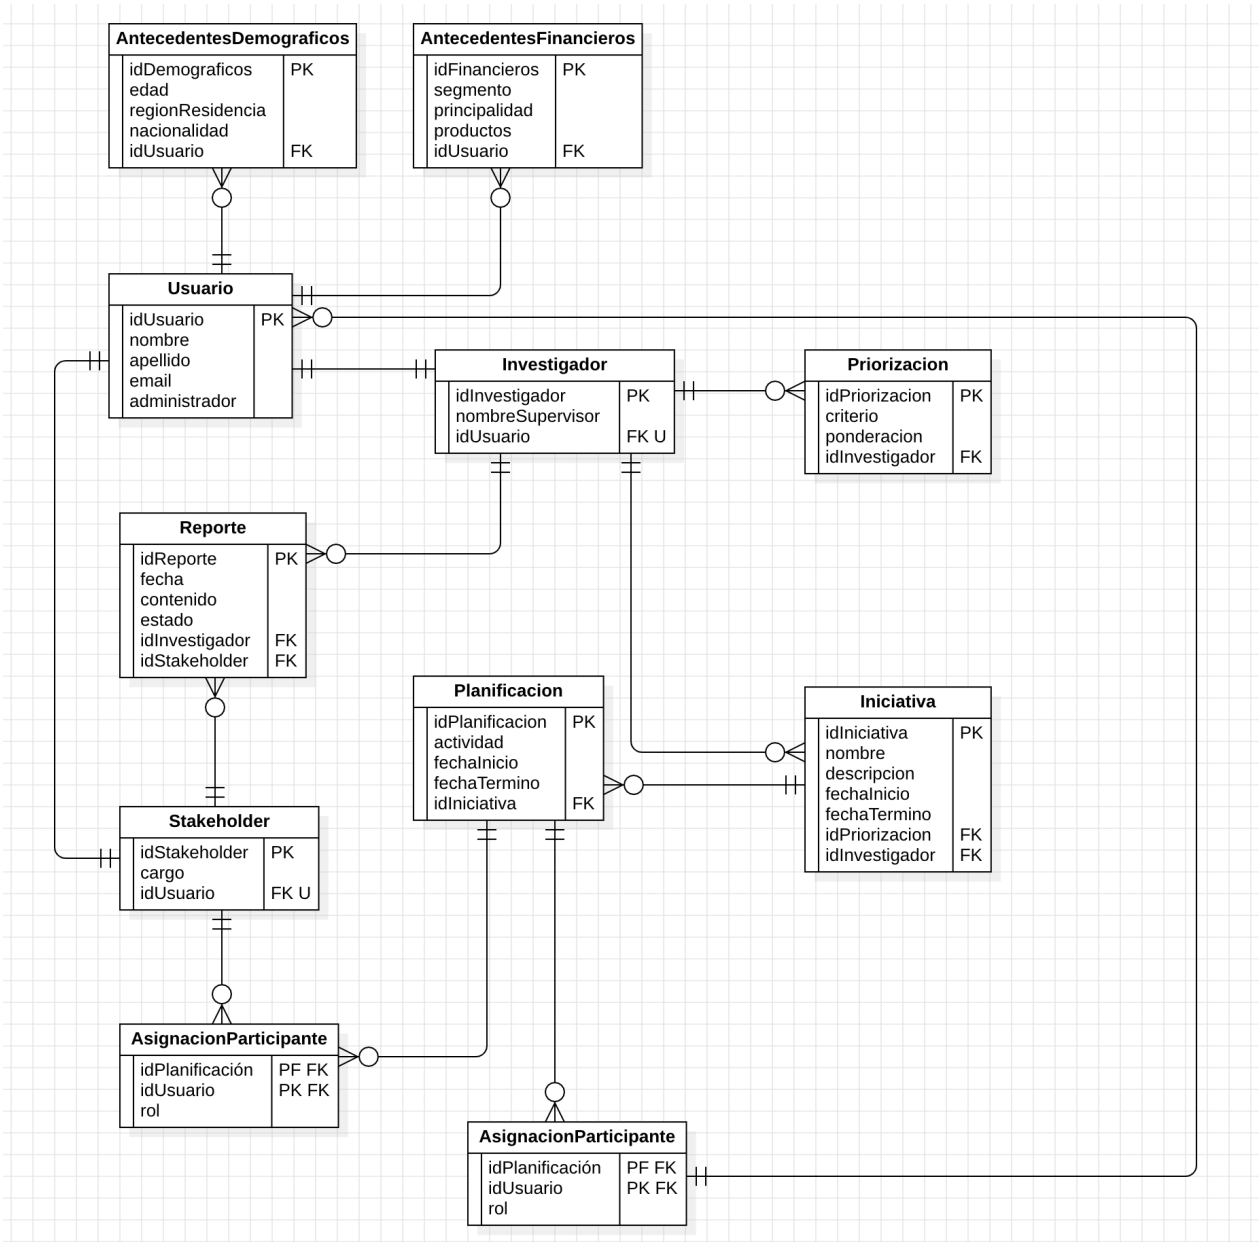 AntecedentesDemograficos
idDemograficos PK
edad
regionResidencia
nacionalidad
idUsuario FK
AntecedentesFinancieros
idFinancieros PK
segmento
principalidad
productos
idUsuario FK
Usuario
idUsuario PK
nombre
apellido
email
administrador
Investigador
idInvestigador PK
nombreSupervisor
idUsuario FK U
Priorizacion
idPriorizacion PK
criterio
ponderacion
idInvestigador FK
Reporte
idReporte PK
fecha
contenido
estado
idInvestigador FK
idStakeholder FK
Planificacion
idPlanificacion PK
actividad
fechaInicio
fechaTermino
idIniciativa FK
Iniciativa
idIniciativa PK
nombre
descripcion
fechaInicio
fechaTermino
idPriorizacion FK
idInvestigador FK
Stakeholder
idStakeholder PK
cargo
idUsuario FK U
AsignacionParticipante
idPlanificación PF FK
idUsuario PK FK
rol
AsignacionParticipante
idPlanificación PF FK
idUsuario PK FK
rol